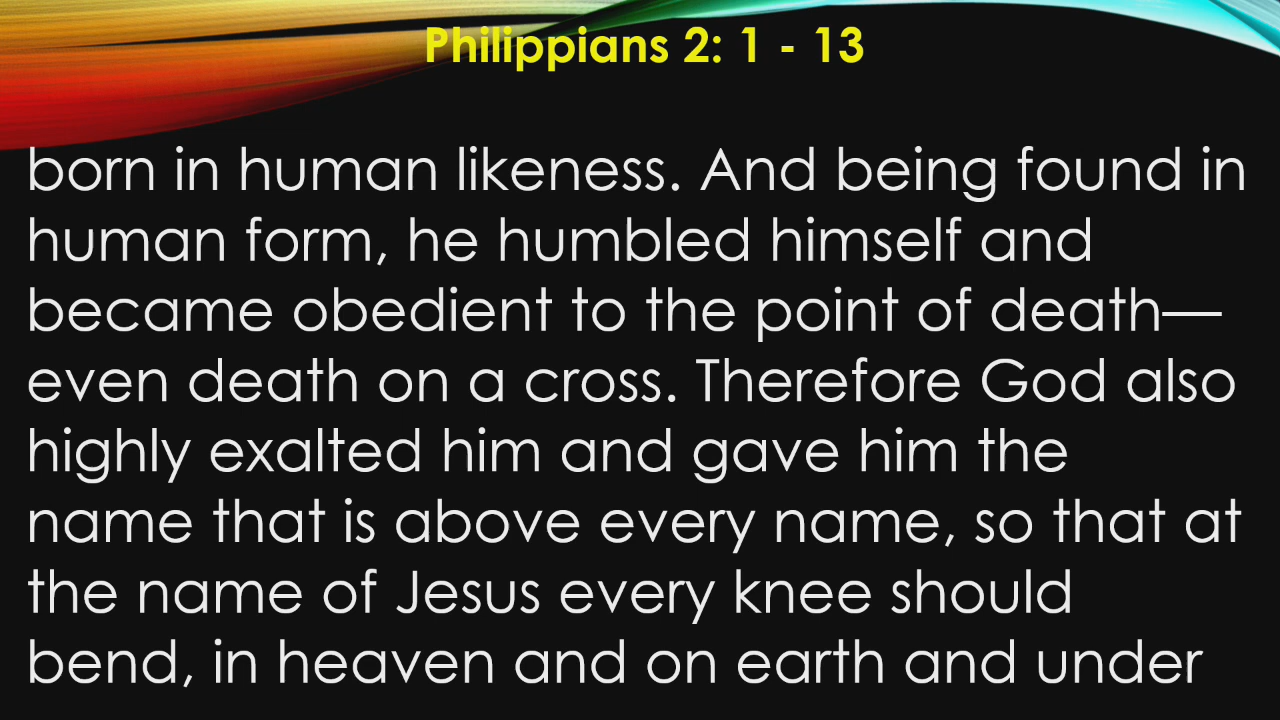 Philippians 2: 1 - 13
born in human likeness. And being found in
human form, he humbled himself and
became obedient to the point of death—
even death on a cross. Therefore God also
highly exalted him and gave him the
name that is above every name, so that at
the name of Jesus every knee should
bend, in heaven and on earth and under